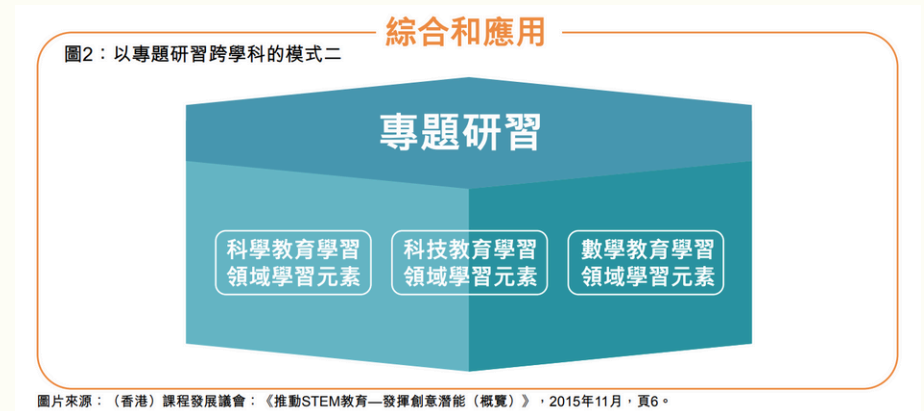 綜合和應用
圖2：以專題研習跨學科的模式二
專題研習
科學教育學習
領域學習元素
科技教育學習
領域學習元素
數學教育學習
領域學習元素
圖片來源：（香港）課程發展議會：《推動STEM教育—發揮創意潛能（概覽）》，2015年11月，頁6。